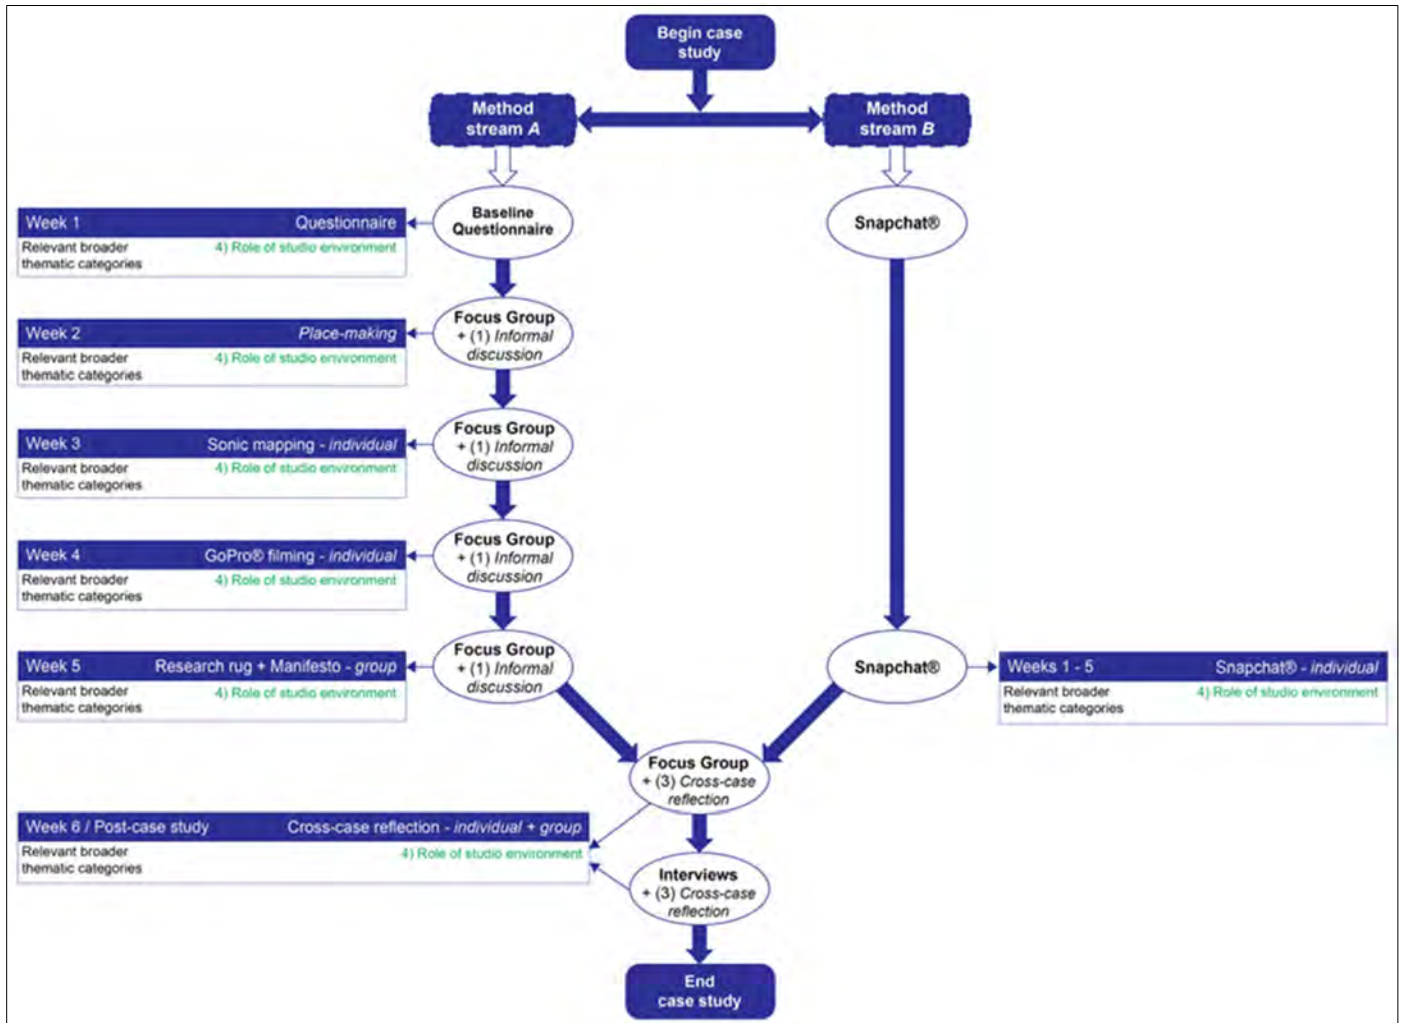 Begin case
study
Method
stream A
Method
stream B
Week 1 Questionnaire
Relevant broader
thematic categories
4) Role of studio environment
Baseline
Questionnaire
Snapchat®
Week 2 Place-making
Relevant broader
thematic categories
4) Role of studio environment
Focus Group
+ (1) Informal
discussion
Week 3 Sonic mapping - individual
Relevant broader
thematic categories
4) Role of studio environment
Focus Group
+ (1) Informal
discussion
Week 4 GoPro® filming - individual
Relevant broader
thematic categories
4) Role of studio environment
Focus Group
+ (1) Informal
discussion
Week 5 Research rug + Manifesto - group
Relevant broader
thematic categories
4) Role of studio environment
Focus Group
+ (1) Informal
discussion
Snapchat®
Weeks 1 - 5 Snapchat® - individual
Relevant broader
thematic categories
4) Role of studio environment
Focus Group
+ (3) Cross-case
reflection
Week 6 / Post-case study Cross-case reflection - individual + group
Relevant broader
thematic categories
4) Role of studio environment
Interviews
+ (3) Cross-case
reflection
End
case study